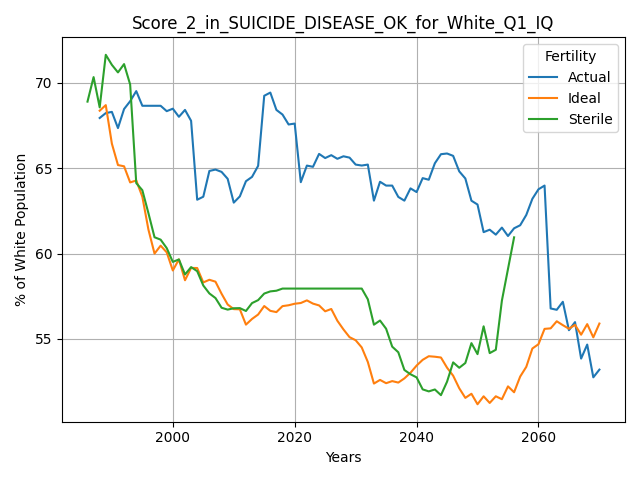 Score_2_in_SUICIDE_DISEASE_OK_for_White_Q1_IQ
Fertility
Actual
Ideal
Sterile
% of White Population
70
65
60
55
2000
2020
2040
2060
Years